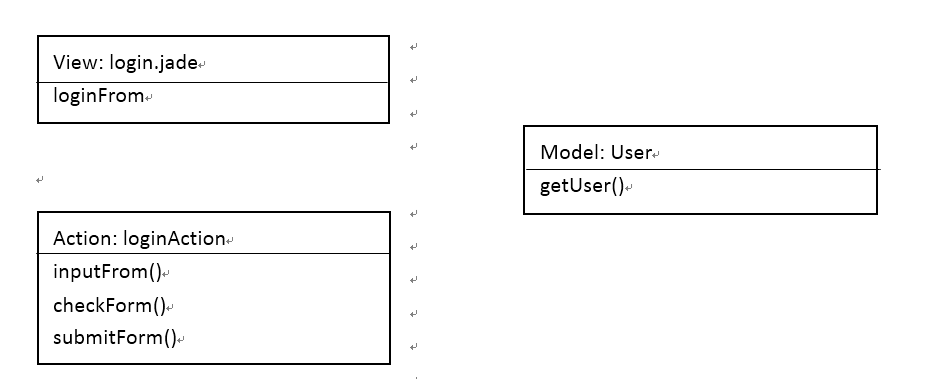 View: login.jade
loginFrom
Action: loginAction
inputFrom()
checkForm()
submitForm()
Model: User
getUser()